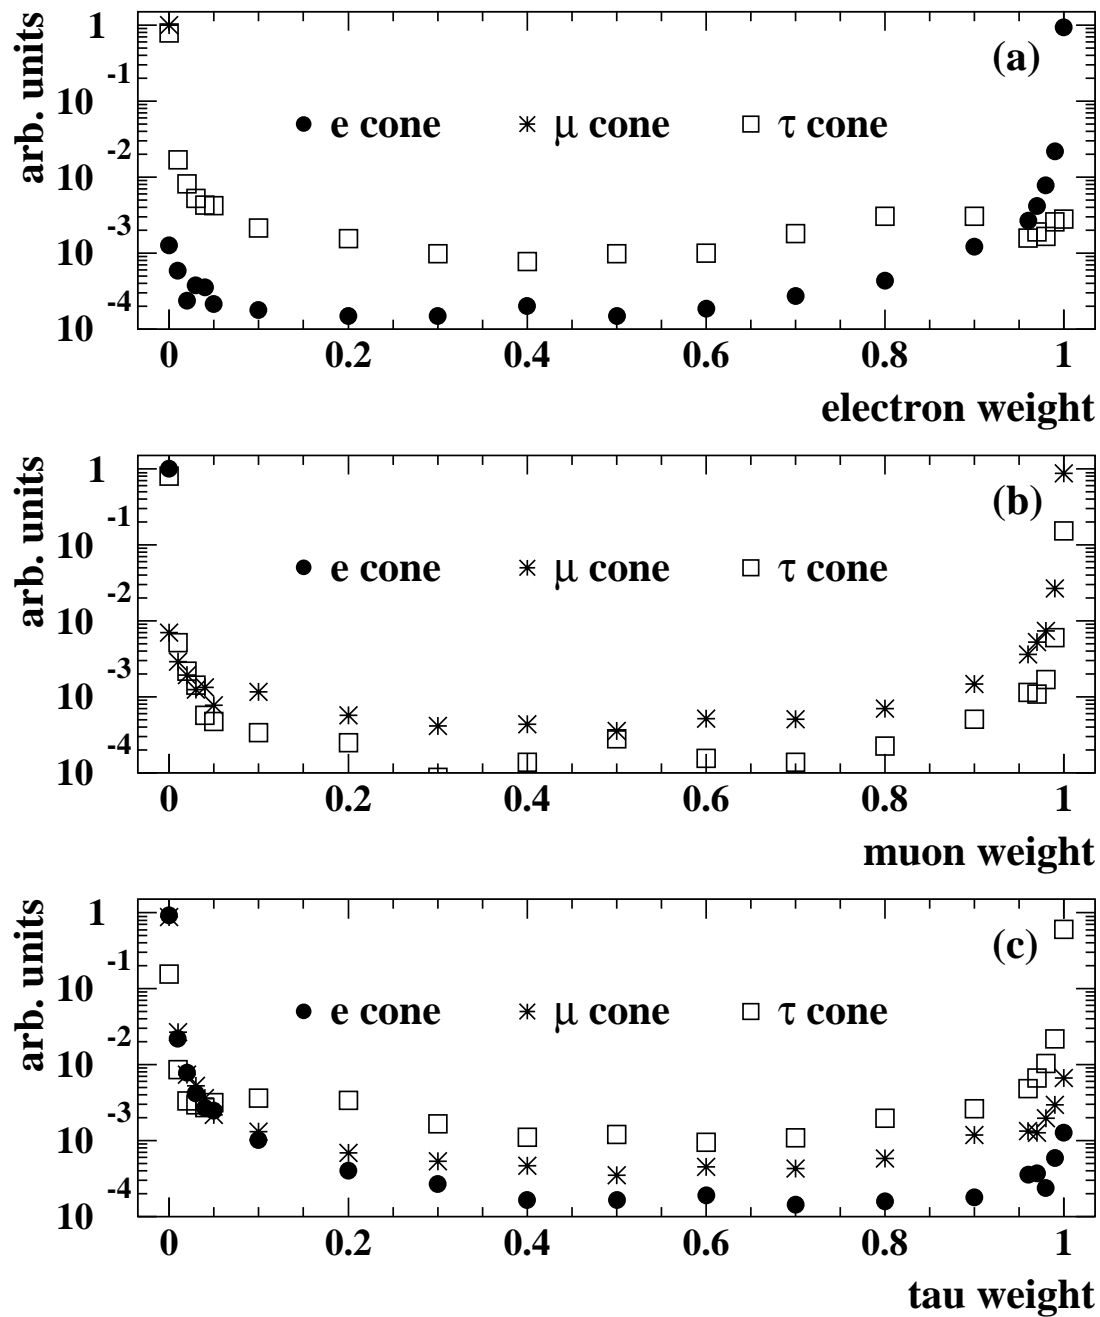 arb. units
1
10 -1
10 -2
10 -3
10 -4
(a)
e cone μ cone τ cone
0 0.2 0.4 0.6 0.8 1
electron weight
arb. units
1
10 -1
10 -2
10 -3
10 -4
(b)
e cone μ cone τ cone
0 0.2 0.4 0.6 0.8 1
muon weight
arb. units
1
10 -1
10 -2
10 -3
10 -4
(c)
e cone μ cone τ cone
0 0.2 0.4 0.6 0.8 1
tau weight